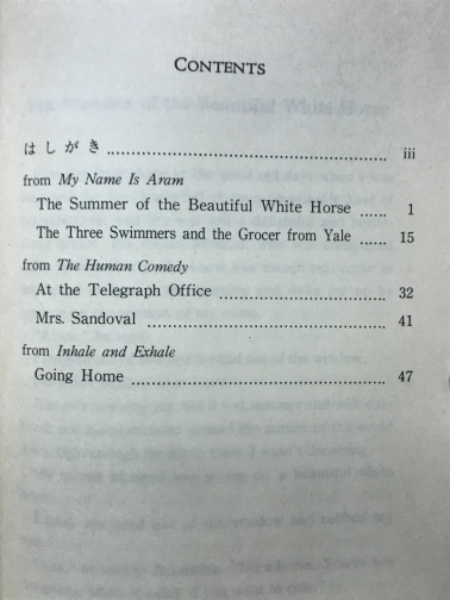 CONTENTS
はしがき ........ iii
from My Name Is Aram
The Summer of the Beautiful White Horse ...... 1
The Three Swimmers and the Grocer from Yale ...... 15
from The Human Comedy
At the Telegraph Office ........ 32
Mrs. Sandoval ........ 41
from Inhale and Exhale
Going Home ........ 47